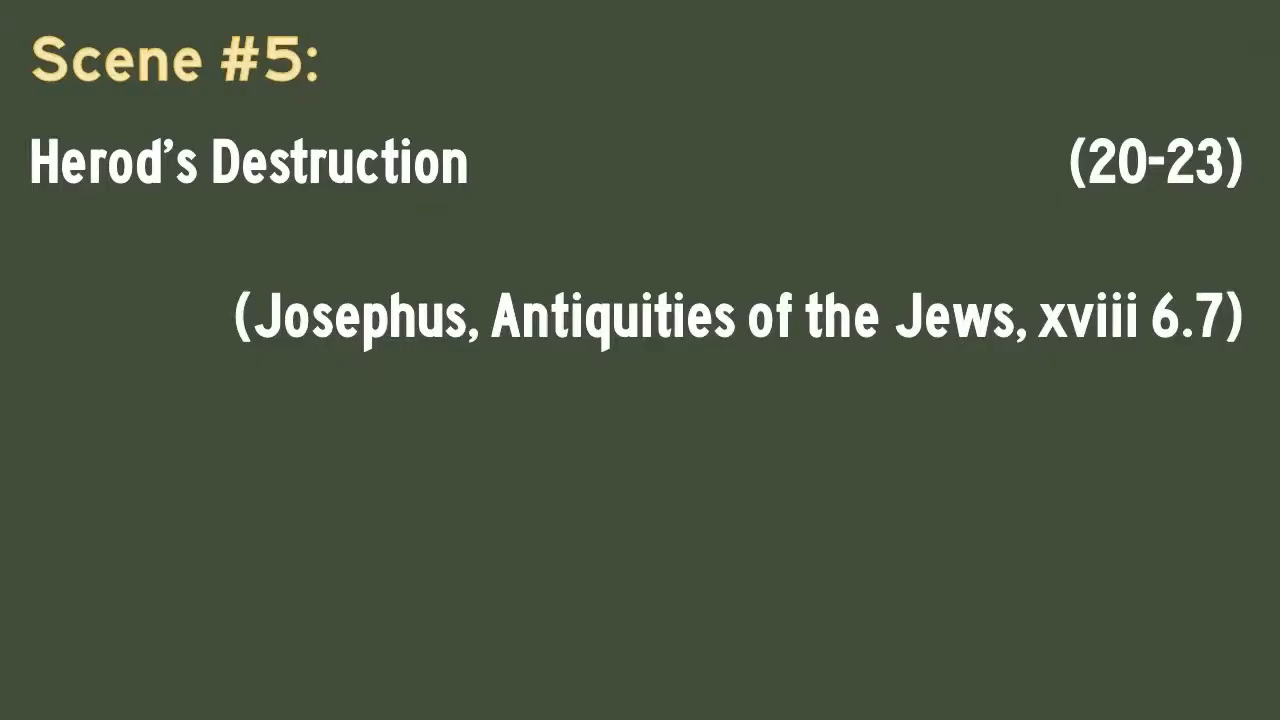 Scene #5:
Herod’s Destruction (20-23)
(Josephus, Antiquities of the Jews, xviii 6.7)